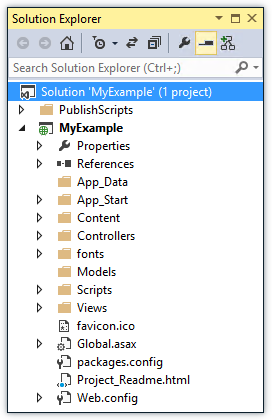 Solution Explorer
Search Solution Explorer (Ctrl+;)
Solution 'MyExample' (1 project)
PublishScripts
MyExample
Properties
References
App_Data
App_Start
Content
Controllers
fonts
Models
Scripts
Views
favicon.ico
Global.asax
packages.config
Project_Readme.html
Web.config